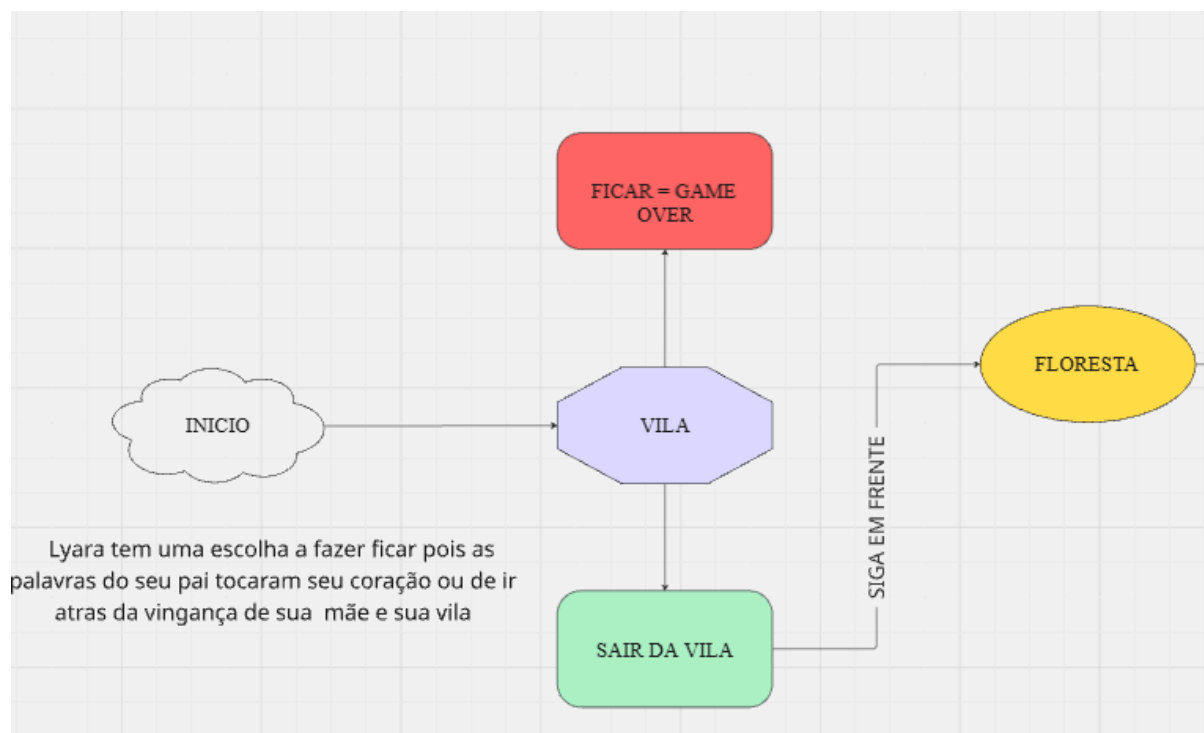 FICAR = GAME
OVER
FLORESTA
INICIO
VILA
SIGA EM FRENTE
Lyara tem uma escolha a fazer ficar pois as
palavras do seu pai tocaram seu coração ou de ir
atras da vingança de sua mãe e sua vila
SAIR DA VILA